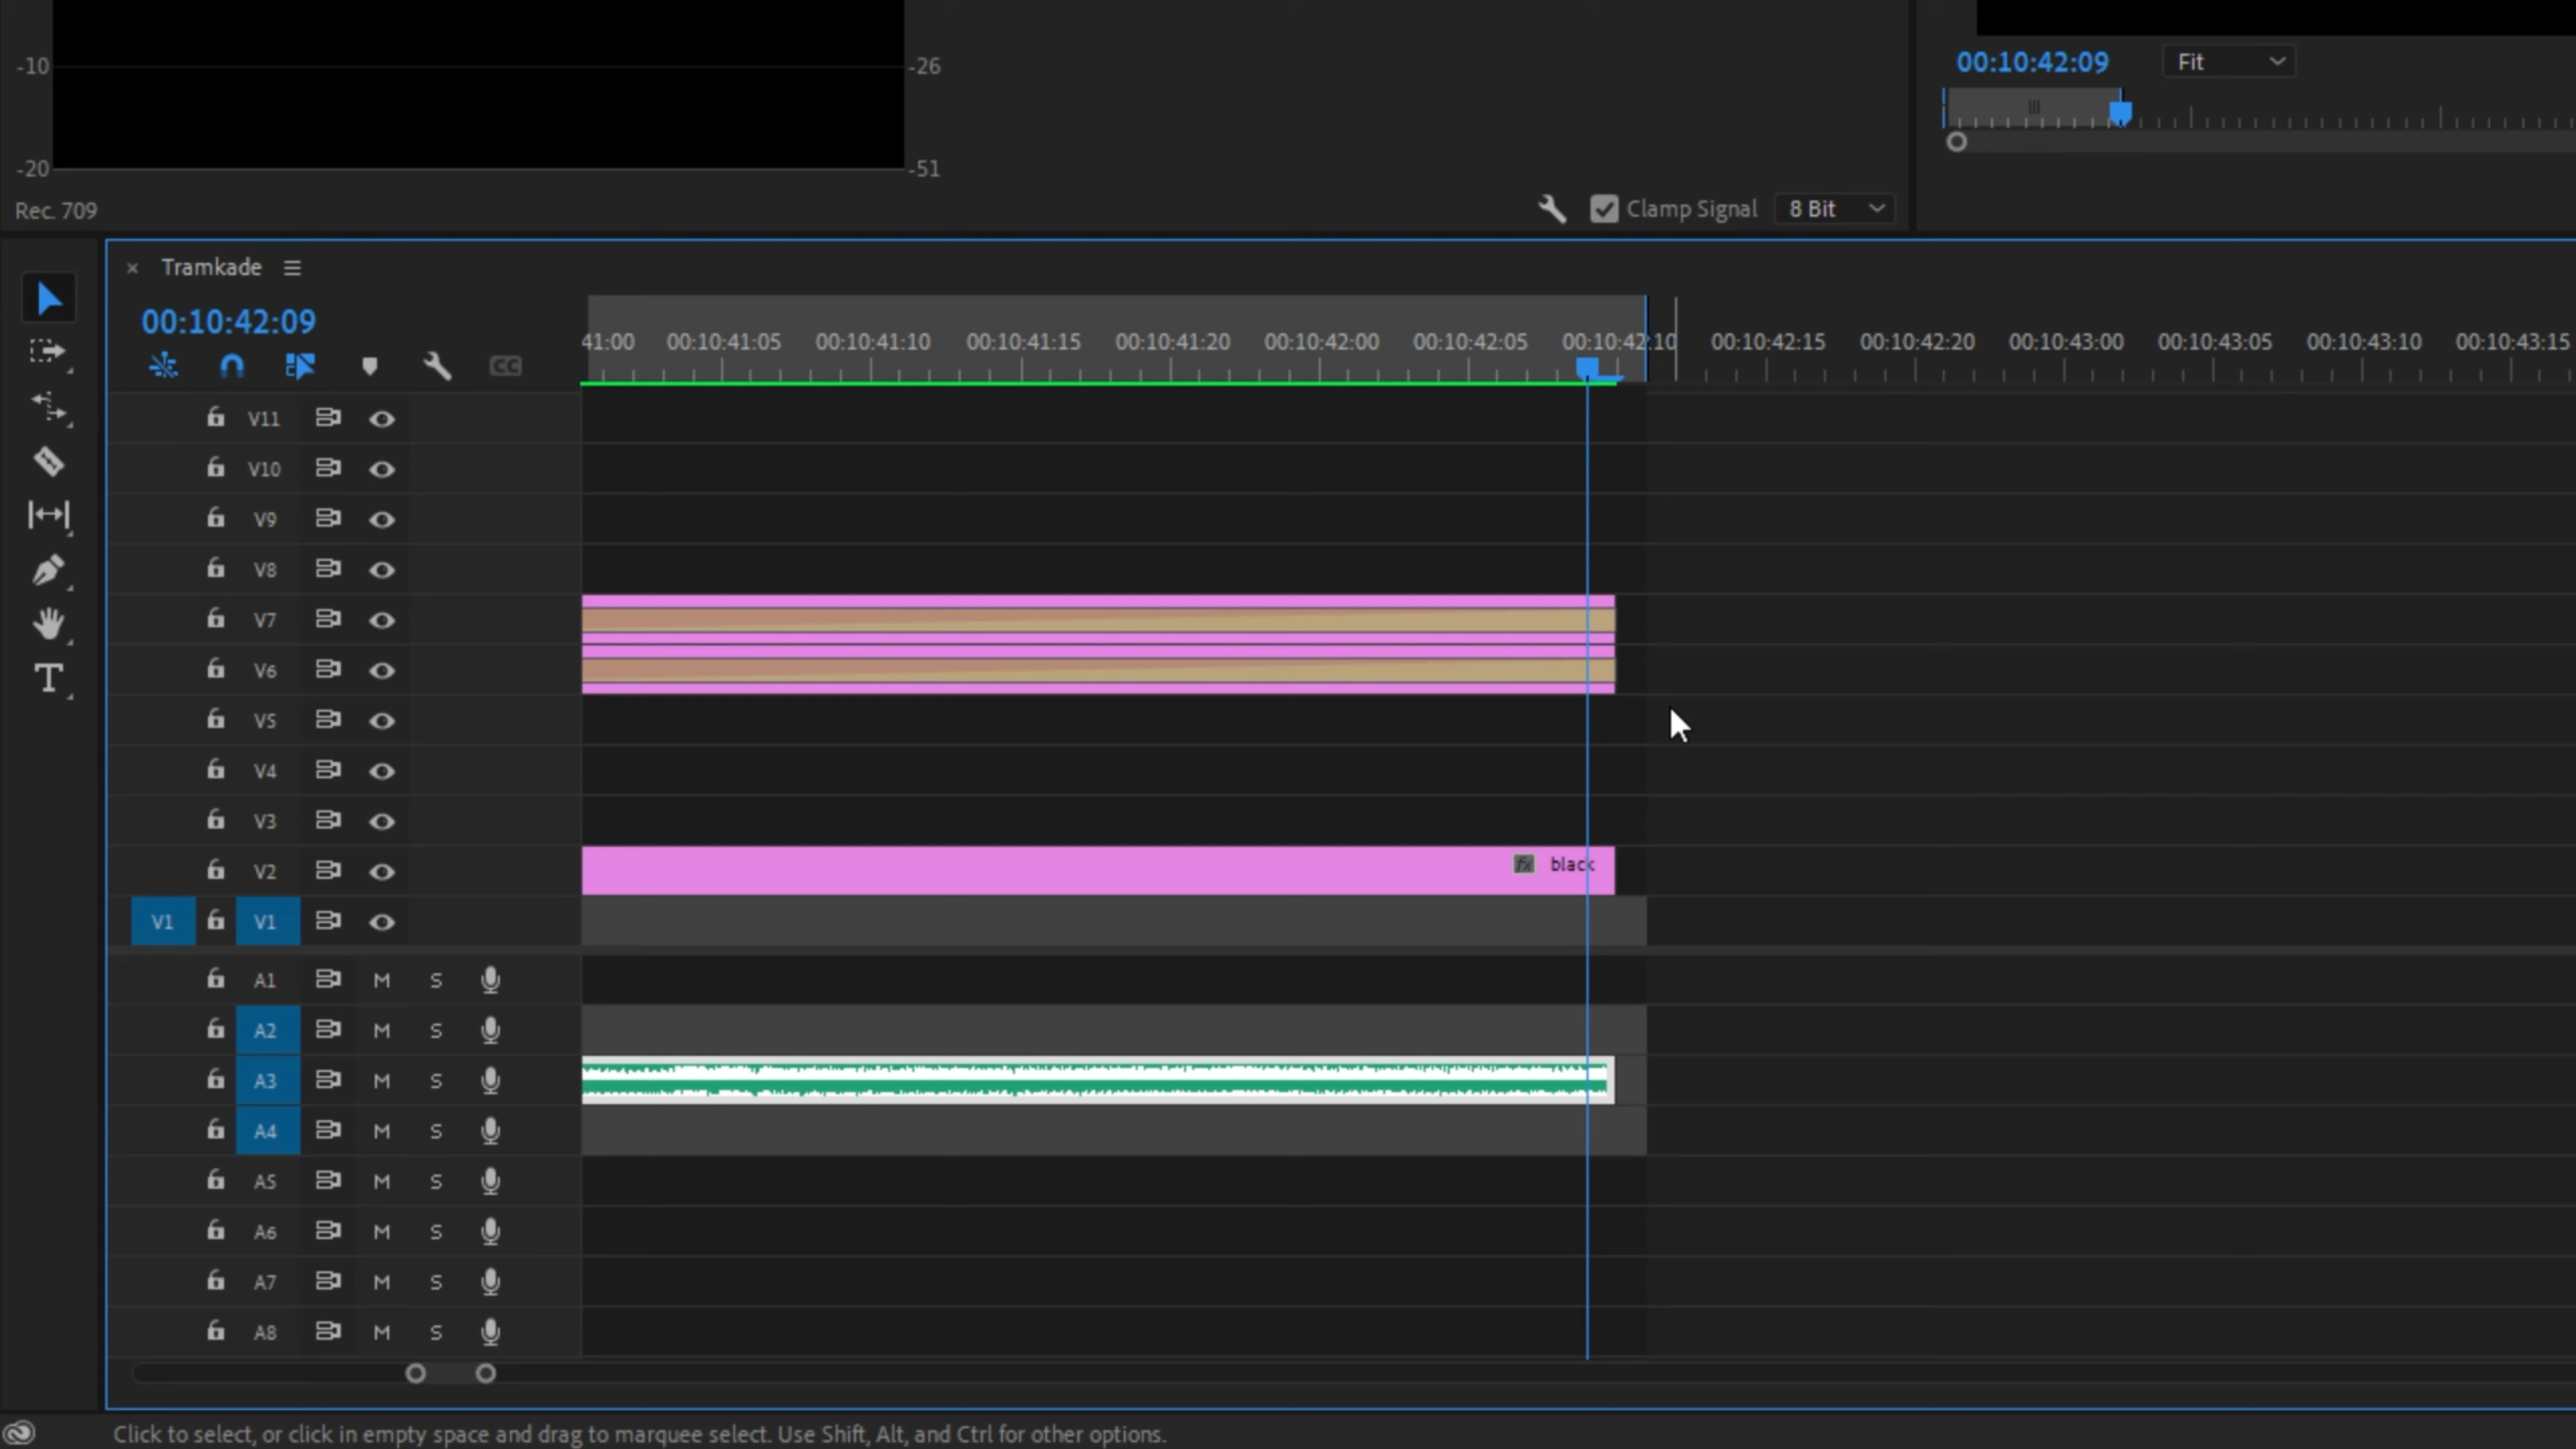 -10
-26
-20
-51
Rec. 709
Clamp Signal
8 Bit
00:10:42:09
Fit
Tramkade
00:10:42:09
41:00 00:10:41:05 00:10:41:10 00:10:41:15 00:10:41:20 00:10:42:00 00:10:42:05 00:10:42:10 00:10:42:15 00:10:42:20 00:10:43:00 00:10:43:05 00:10:43:10 00:10:43:15
CC
V11
V10
V9
V8
V7
V6
V5
V4
V3
V2
fx black
V1 V1
A1 M S
A2 M S
A3 M S
A4 M S
A5 M S
A6 M S
A7 M S
A8 M S
T
Click to select, or click in empty space and drag to marquee select. Use Shift, Alt, and Ctrl for other options.